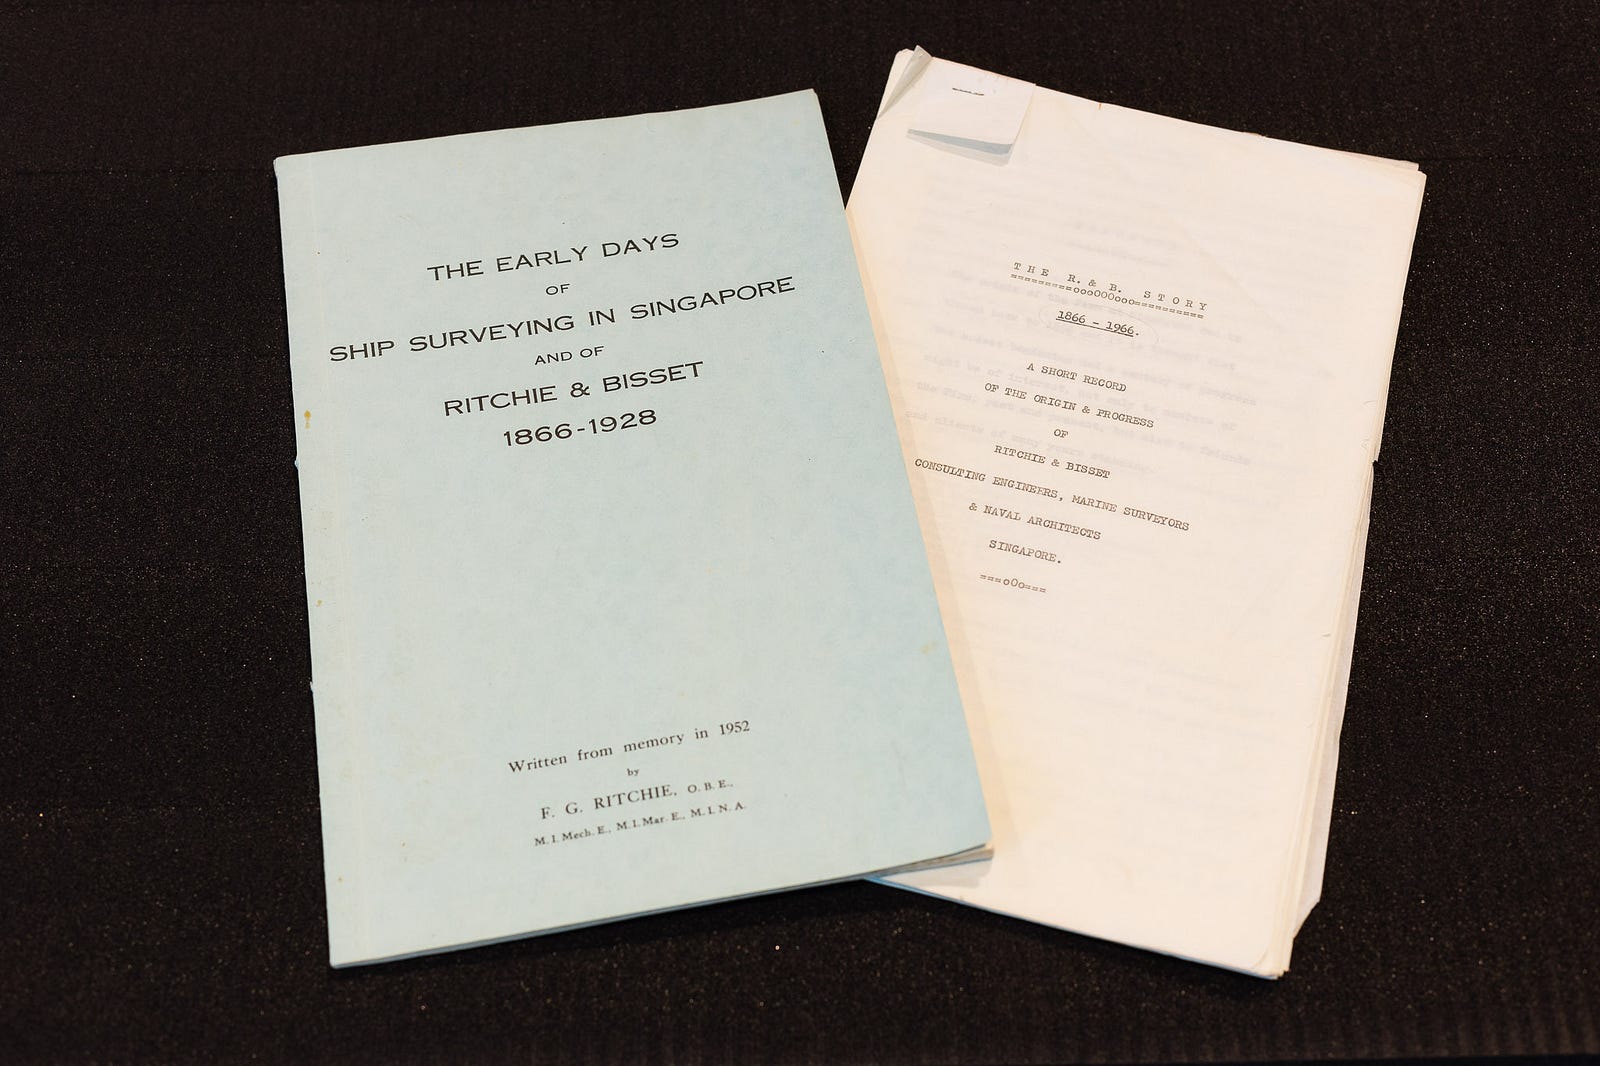 THE EARLY DAYS
OF
SHIP SURVEYING IN SINGAPORE
AND OF
RITCHIE & BISSET
1866-1928
Written from memory in 1952
by
F. G. RITCHIE, O. B. E.,
M. I. Mech. E., M. I. Mar. E., M. I. N. A.
THE R. & B. STORY
=========oooOOOooo==========
1866 - 1966.
A SHORT RECORD
OF THE ORIGIN & PROGRESS
OF
RITCHIE & BISSET
CONSULTING ENGINEERS, MARINE SURVEYORS
& NAVAL ARCHITECTS
SINGAPORE.
===oOo===